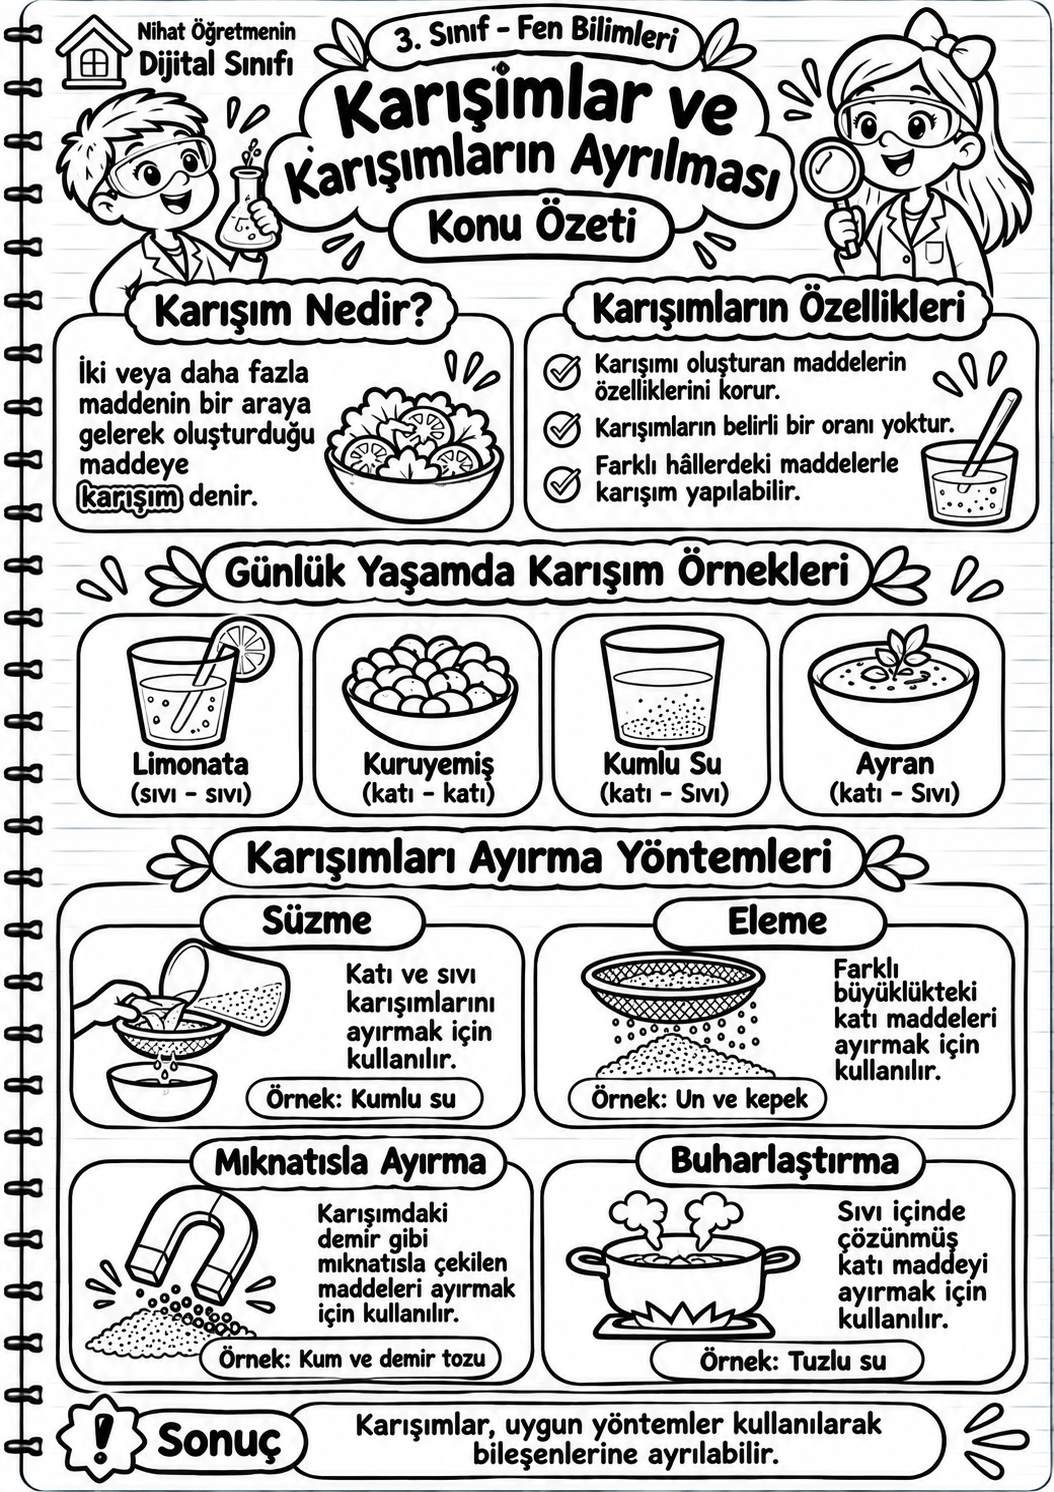 Nihat Öğretmenin
Dijital Sınıfı
3. Sınıf - Fen Bilimleri
Karışımlar ve
Karışımların Ayrılması
Konu Özeti
Karışım Nedir?
İki veya daha fazla
maddenin bir araya
gelerek oluşturduğu
maddeye
karışım denir.
Karışımların Özellikleri
Karışımı oluşturan maddelerin
özelliklerini korur.
Karışımların belirli bir oranı yoktur.
Farklı hâllerdeki maddelerle
karışım yapılabilir.
Günlük Yaşamda Karışım Örnekleri
Limonata
(sıvı - sıvı)
Kuruyemiş
(katı - katı)
Kumlu Su
(katı - Sıvı)
Ayran
(katı - Sıvı)
Karışımları Ayırma Yöntemleri
Süzme
Katı ve sıvı
karışımlarını
ayırmak için
kullanılır.
Örnek: Kumlu su
Eleme
Farklı
büyüklükteki
katı maddeleri
ayırmak için
kullanılır.
Örnek: Un ve kepek
Mıknatısla Ayırma
Karışımdaki
demir gibi
mıknatısla çekilen
maddeleri ayırmak
için kullanılır.
Örnek: Kum ve demir tozu
Buharlaştırma
Sıvı içinde
çözünmüş
katı maddeyi
ayırmak için
kullanılır.
Örnek: Tuzlu su
!
Sonuç
Karışımlar, uygun yöntemler kullanılarak
bileşenlerine ayrılabilir.